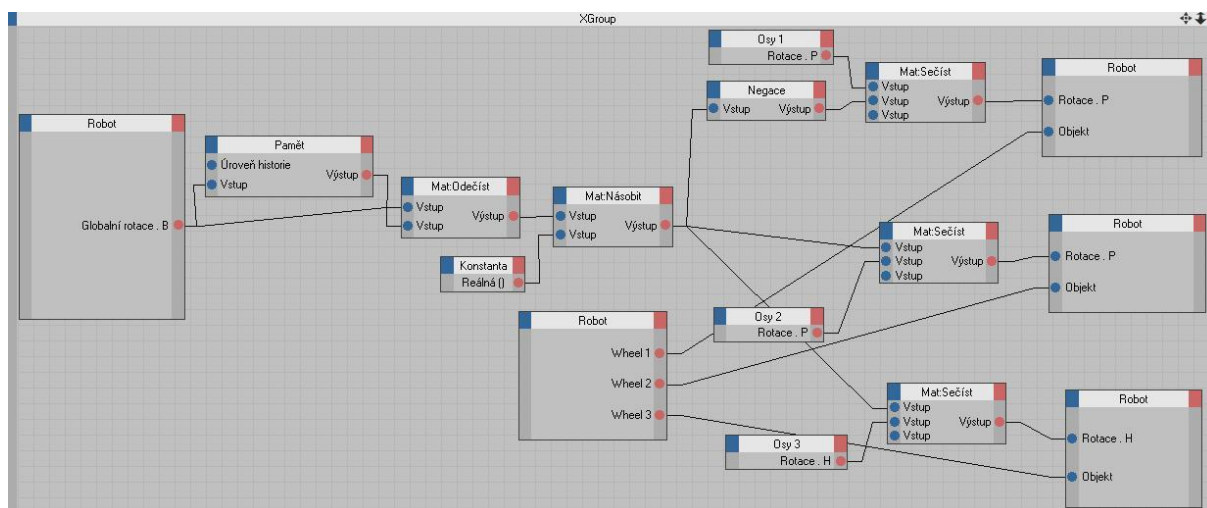 XGroup
Robot
Globalní rotace . B
Pamět
Úroveň historie
Vstup
Výstup
Mat:Odečíst
Vstup
Výstup
Vstup
Konstanta
Reálná ()
Mat:Násobit
Vstup
Výstup
Vstup
Robot
Wheel 1
Wheel 2
Wheel 3
Osy 1
Rotace . P
Negace
Vstup
Výstup
Mat:Sečíst
Vstup
Vstup
Výstup
Vstup
Robot
Rotace . P
Objekt
Osy 2
Rotace . P
Mat:Sečíst
Vstup
Vstup
Výstup
Vstup
Robot
Rotace . P
Objekt
Osy 3
Rotace . H
Mat:Sečíst
Vstup
Vstup
Výstup
Vstup
Robot
Rotace . H
Objekt